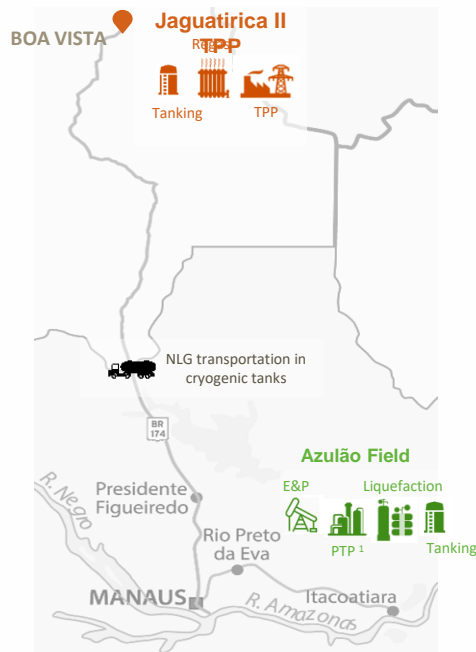 BOA VISTA
Jaguatirica II
TPP
Regas
Tanking
TPP
NLG transportation in
cryogenic tanks
BR
174
Azulão Field
E&P
Liquefaction
PTP 1
Tanking
R. Negro
Presidente
Figueiredo
Rio Preto
da Eva
MANAUS
R. Amazonas
Itacoatiara